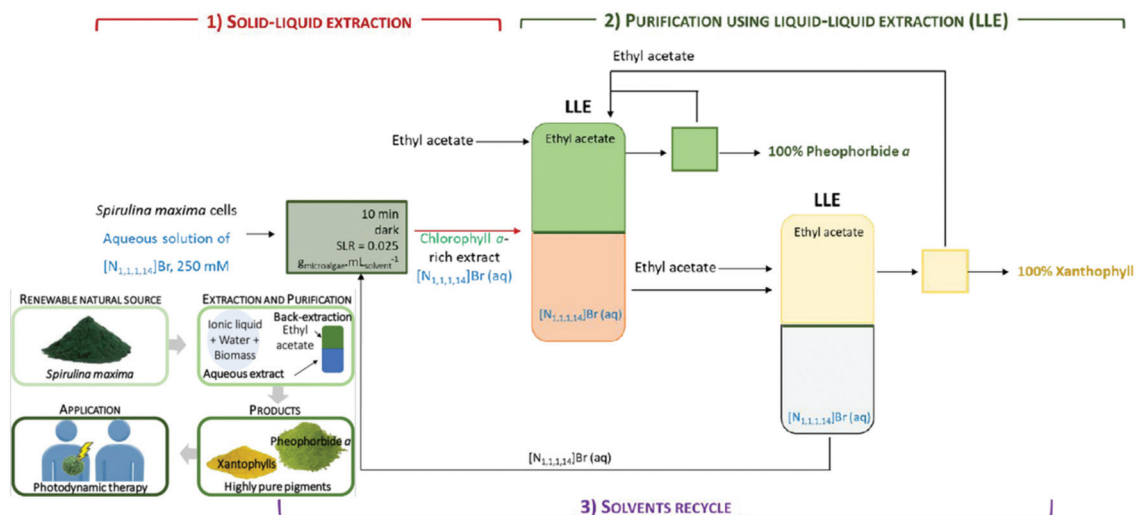 1) SOLID-LIQUID EXTRACTION
2) PURIFICATION USING LIQUID-LIQUID EXTRACTION (LLE)
Ethyl acetate
LLE
Ethyl acetate
Ethyl acetate
100% Pheophorbide a
Spirulina maxima cells
Aqueous solution of
[N1,1,1,14]Br, 250 mM
10 min
dark
SLR = 0.025
gmicroalgae.mLsolvent-1
Chlorophyll a-
rich extract
[N1,1,1,14]Br (aq)
LLE
Ethyl acetate
Ethyl acetate
100% Xanthophyll
[N1,1,1,14]Br (aq)
[N1,1,1,14]Br (aq)
RENEWABLE NATURAL SOURCE
Spirulina maxima
EXTRACTION AND PURIFICATION
Ionic liquid
+ Water +
Biomass
Back-extraction
Ethyl
acetate
Aqueous extract
APPLICATION
Photodynamic therapy
PRODUCTS
Pheophorbide a
Xantophylls
Highly pure pigments
[N1,1,1,14]Br (aq)
3) SOLVENTS RECYCLE